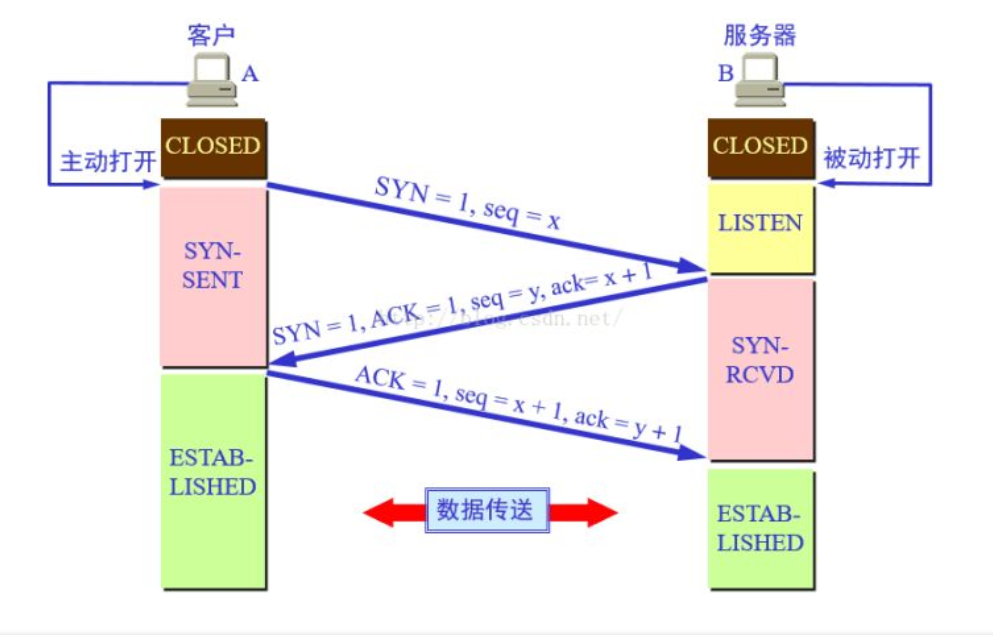 客户
服务器
A
B
CLOSED
CLOSED
主动打开
被动打开
SYN = 1, seq = x
LISTEN
SYN-
SENT
SYN = 1, ACK = 1, seq = y, ack= x + 1
http://blog.csdn.net/
SYN-
RCVD
ACK = 1, seq = x + 1, ack = y + 1
ESTAB-
LISHED
数据传送
ESTAB-
LISHED